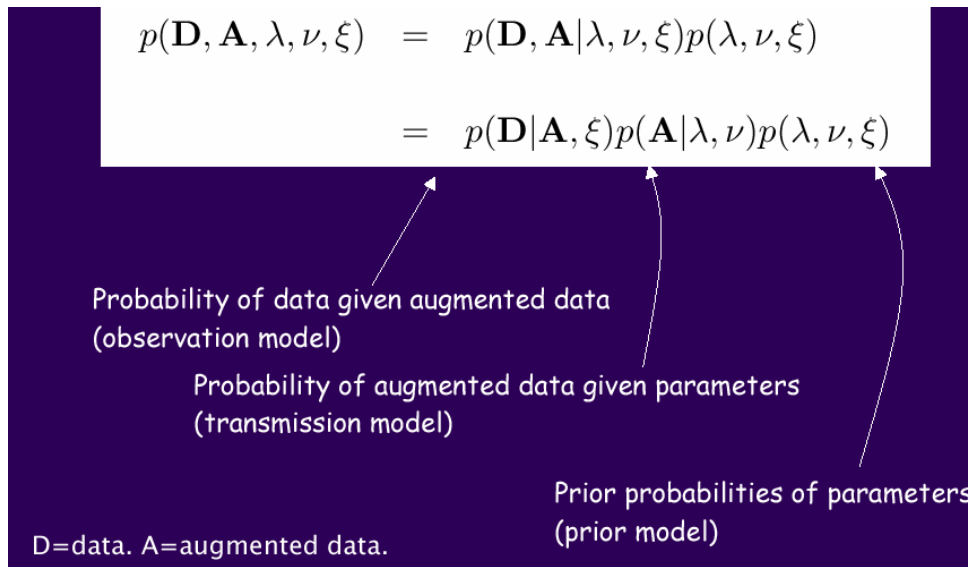 p(D, A, λ, ν, ξ) = p(D, A|λ, ν, ξ)p(λ, ν, ξ)
= p(D|A, ξ)p(A|λ, ν)p(λ, ν, ξ)
Probability of data given augmented data
(observation model)
Probability of augmented data given parameters
(transmission model)
Prior probabilities of parameters
(prior model)
D=data. A=augmented data.